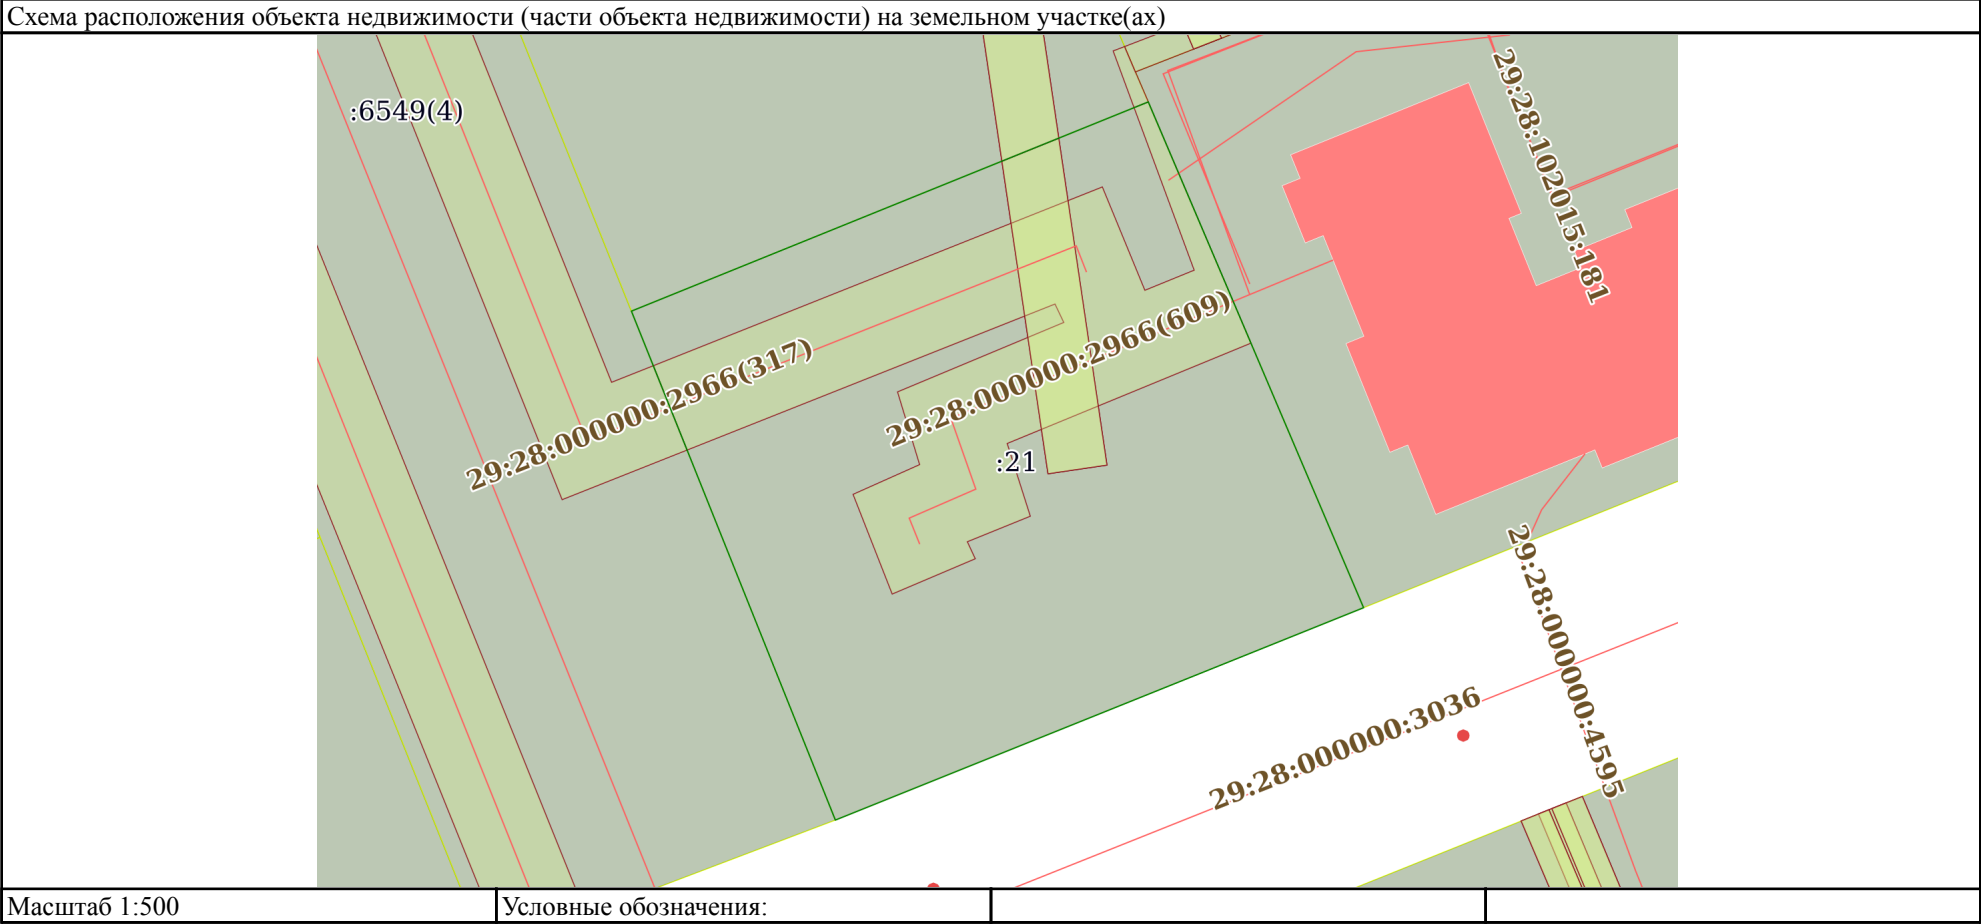 Схема расположения объекта недвижимости (части объекта недвижимости) на земельном участке(ах)
:6549(4)
29:28:102015:181
29:28:000000:2966(317)
29:28:000000:2966(609)
:21
29:28:000000:4595
29:28:000000:3036
Масштаб 1:500
Условные обозначения: